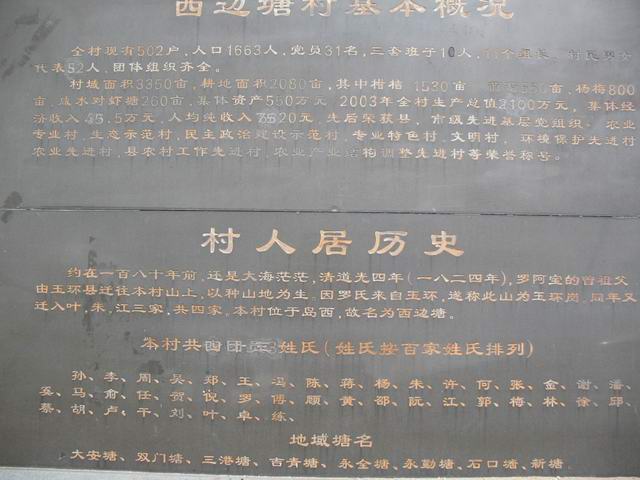 西边塘村基本概况
全村现有502户，人口1663人，党员31名，三套班子10人，村民
代表52人，团体组织齐全。
村域面积3350亩，耕地面积2080亩，其中柑桔1530亩，杨梅800
亩，咸水对虾塘260亩，集体资产550万元，2003年全村生产总值2100万元，集体经
济收入5.5万元，人均纯收入元，先后荣获县、市级先进基层党组织、农业
专业村、生态示范村，民主政治建设示范村，专业特色村、文明村、环境保护先进村
农业先进村，县农村工作先进村，农业产业结构调整先进村等荣誉称号。
村人居历史
约在一百八十年前，还是大海茫茫，清道光四年（一八二四年），罗阿宝的曾祖父
由玉环县迁往本村山上，以种山地为生。因罗氏来自玉环，遂称此山为玉环岗，同年又
迁入叶，朱，江三家，共四家，本村位于岛西，故名为西边塘。
本村共四姓氏（姓氏按百家姓氏排列）
孙、李、周、吴、郑、王、冯、陈、蒋、杨、朱、许、何、张、金、谢、潘、
奚、马、俞、任、贺、倪、罗、傅、顾、黄、邵、阮、江、郭、梅、林、徐、邱、
蔡、胡、卢、干、刘、叶、卓、练、
地域塘名
大安塘、双门塘、三港塘、吉青塘、永全塘、永勤塘、石口塘、新塘。